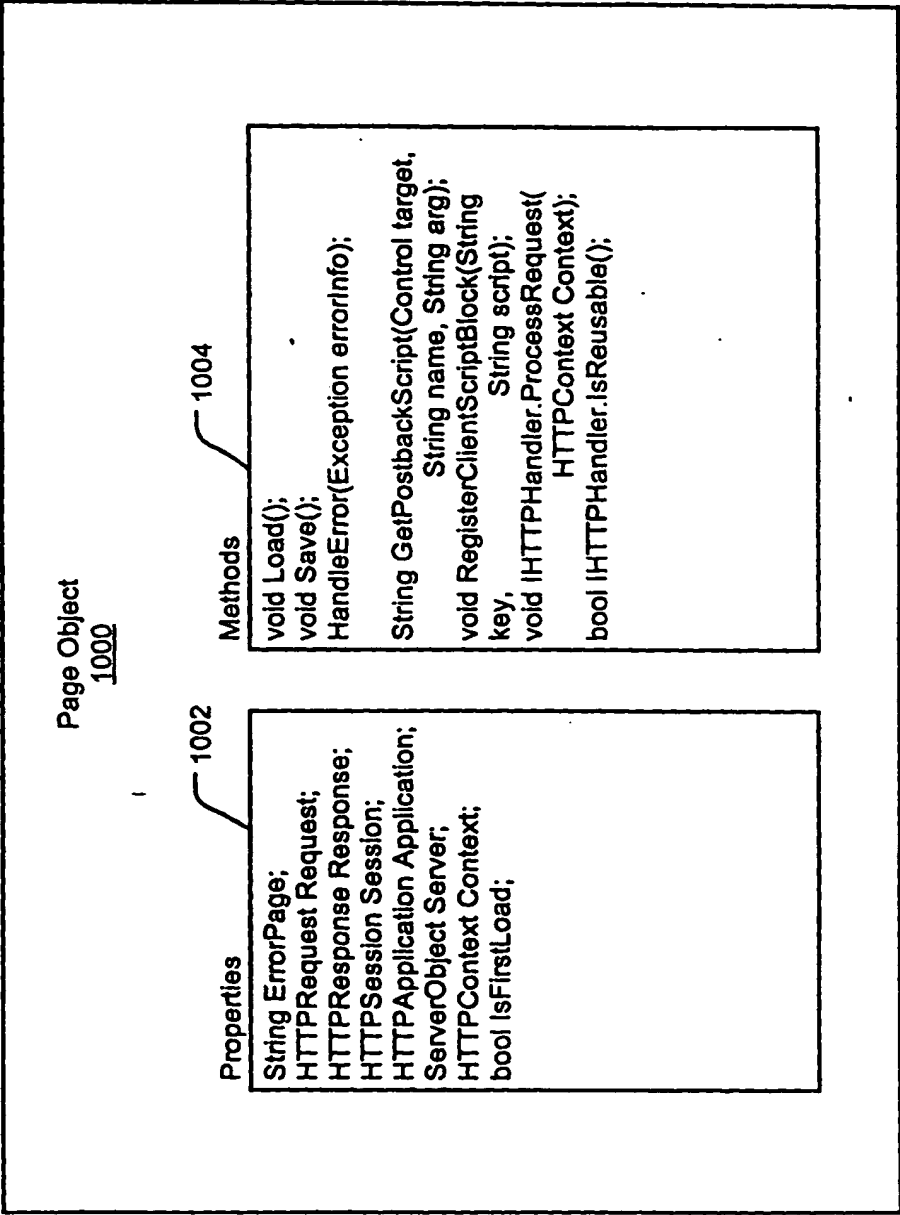 Page Object
1000
1002
Properties
String ErrorPage;
HTTPRequest Request;
HTTPResponse Response;
HTTPSession Session;
HTTPApplication Application;
ServerObject Server;
HTTPContext Context;
bool IsFirstLoad;
1004
Methods
void Load();
void Save();
HandleError(Exception errorInfo);
String GetPostbackScript(Control target,
String name, String arg);
void RegisterClientScriptBlock(String
key, String script);
void IHTTPHandler.ProcessRequest(
HTTPContext Context);
bool IHTTPHandler.IsReusable();